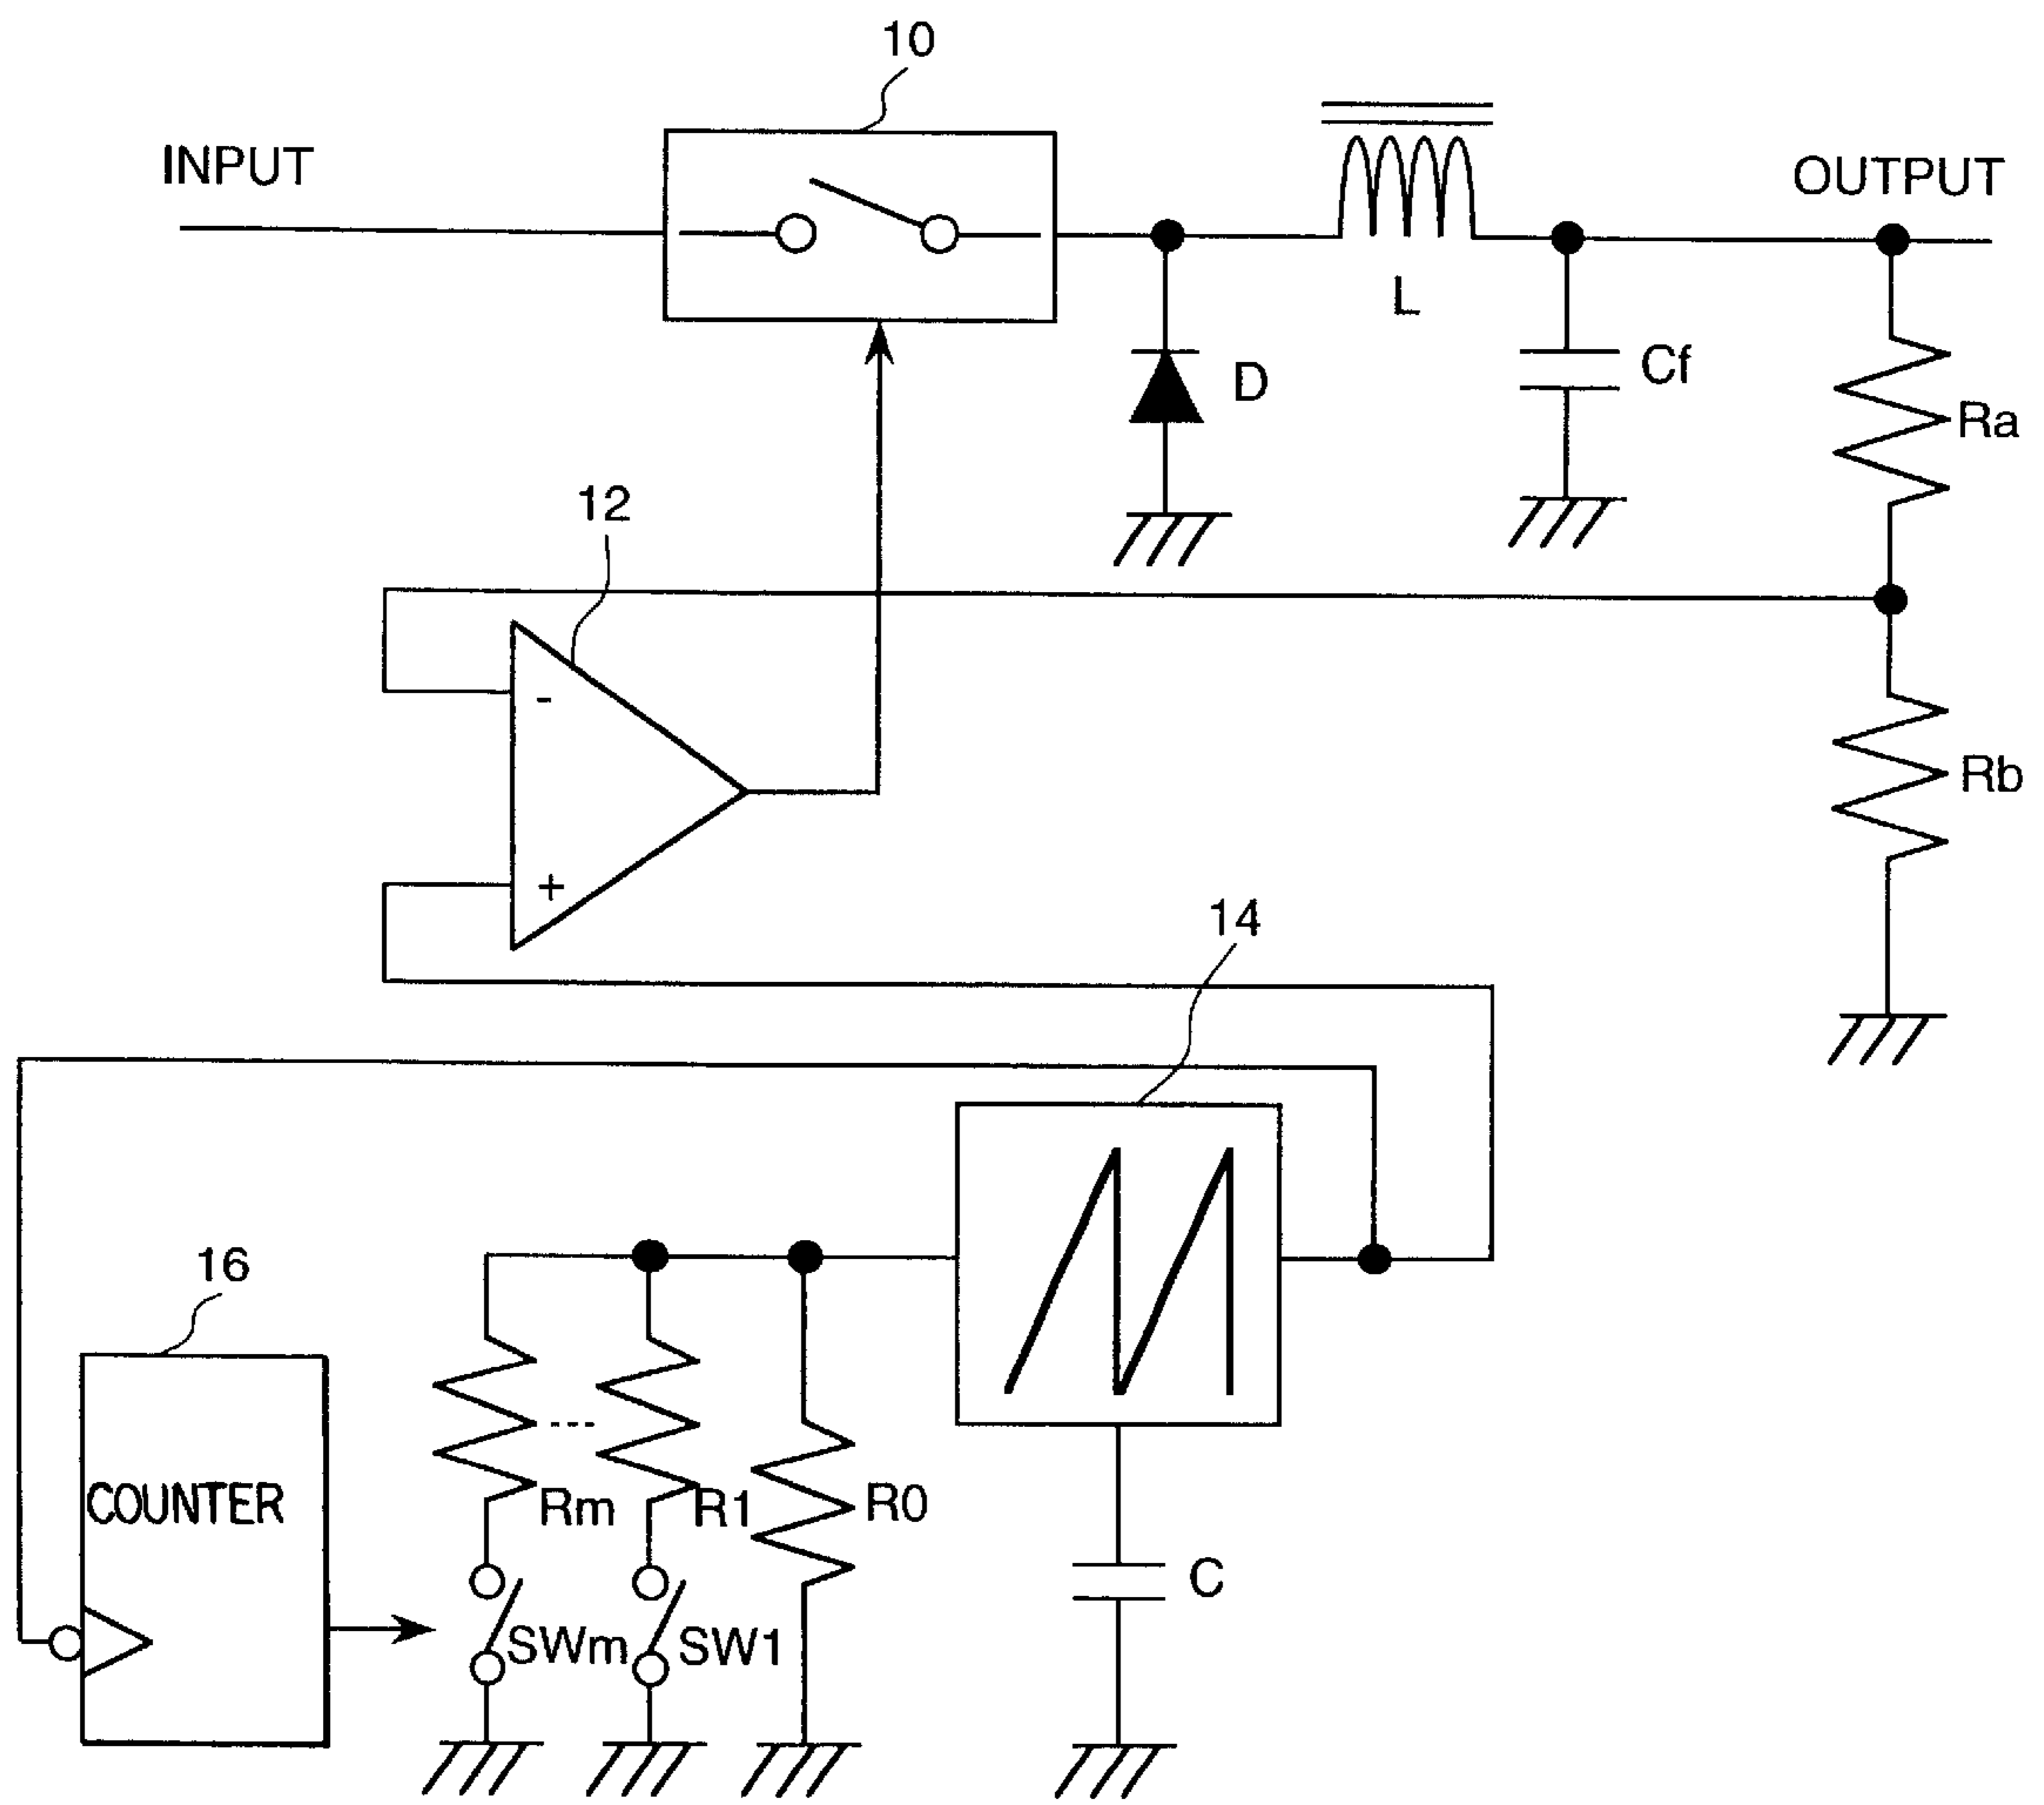 10
INPUT
OUTPUT
L
Cf
D
Ra
12
-
Rb
+
14
16
COUNTER
Rm
---
R1
R0
C
SWm
SW1